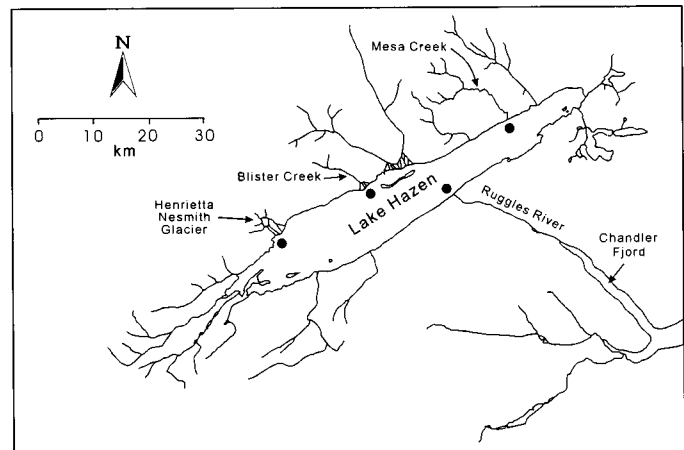 N
0 10 20 30
km
Mesa Creek
Blister Creek
Henrietta
Nesmith
Glacier
Lake Hazen
Ruggles River
Chandler
Fjord